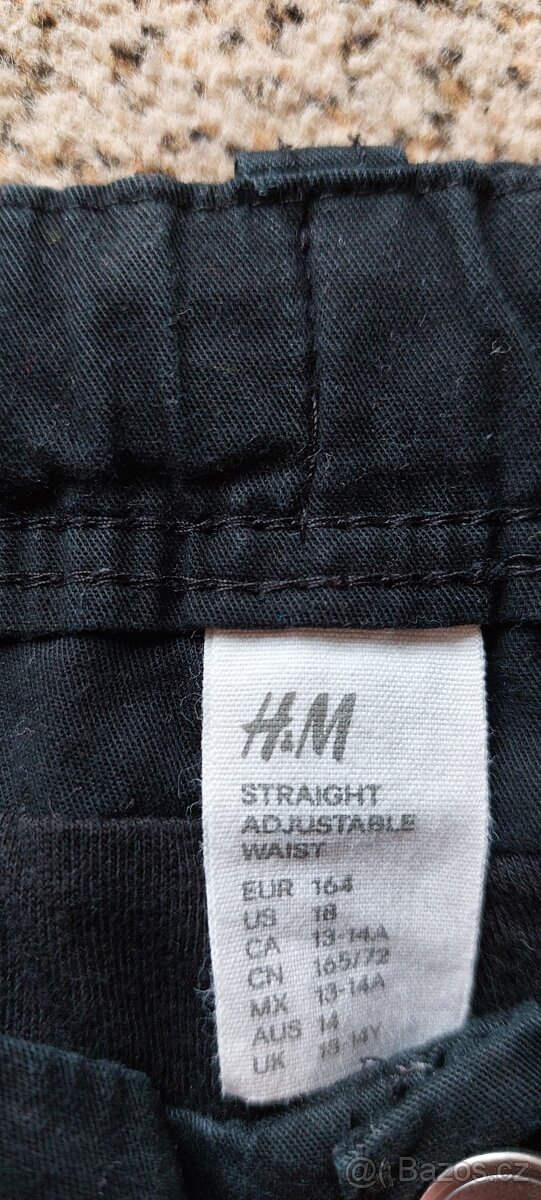 H&M
STRAIGHT
ADJUSTABLE
WAIST
EUR 164
US 18
CA 13-14A
CN 165/72
MX 13-14A
AUS 14
UK 13-14Y
Bazos.cz